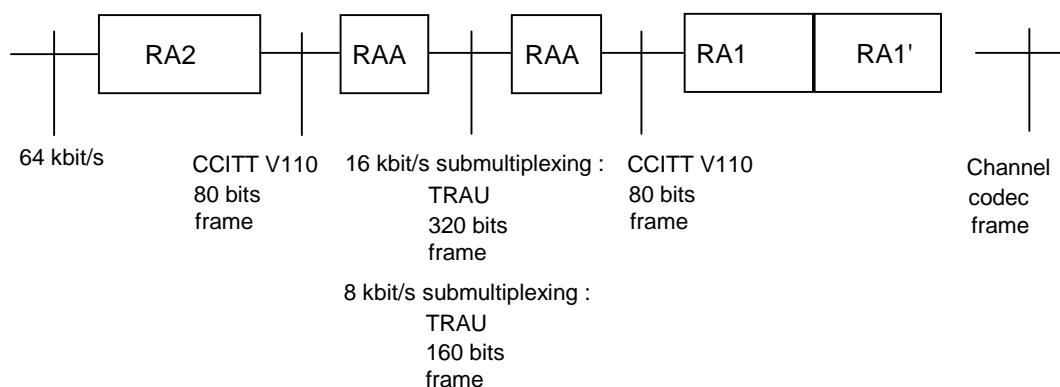 RA2
RAA
RAA
RA1
RA1'
64 kbit/s
CCITT V110
80 bits
frame
16 kbit/s submultiplexing :
TRAU
320 bits
frame
8 kbit/s submultiplexing :
TRAU
160 bits
frame
CCITT V110
80 bits
frame
Channel
codec
frame